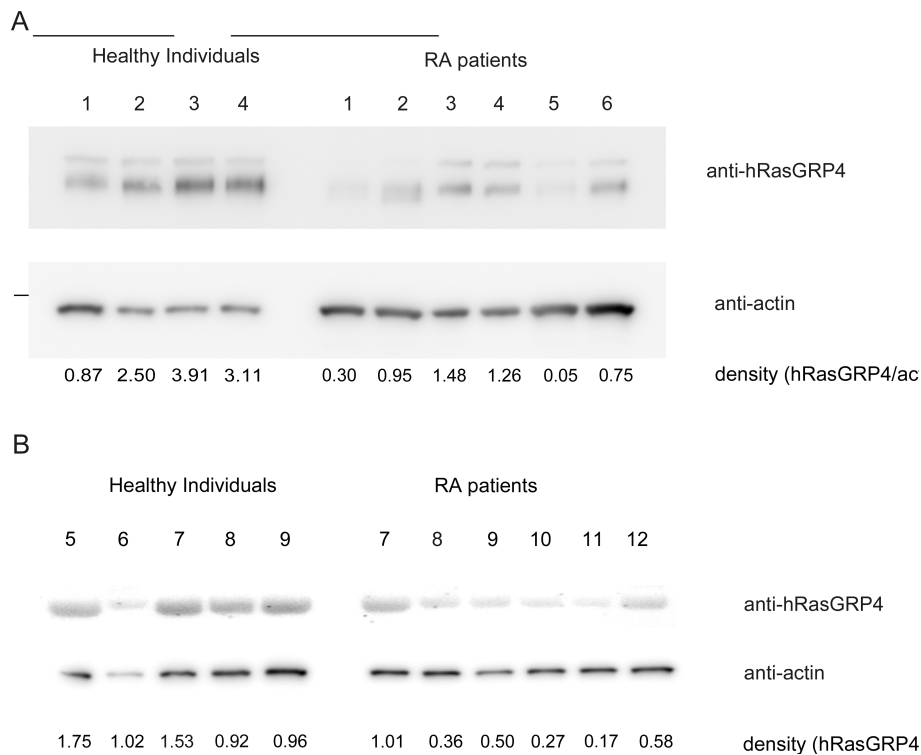 A
Healthy Individuals RA patients
1 2 3 4 1 2 3 4 5 6
anti-hRasGRP4
anti-actin
0.87 2.50 3.91 3.11 0.30 0.95 1.48 1.26 0.05 0.75 density (hRasGRP4/ac
B
Healthy Individuals RA patients
5 6 7 8 9 7 8 9 10 11 12
anti-hRasGRP4
anti-actin
1.75 1.02 1.53 0.92 0.96 1.01 0.36 0.50 0.27 0.17 0.58 density (hRasGRP4